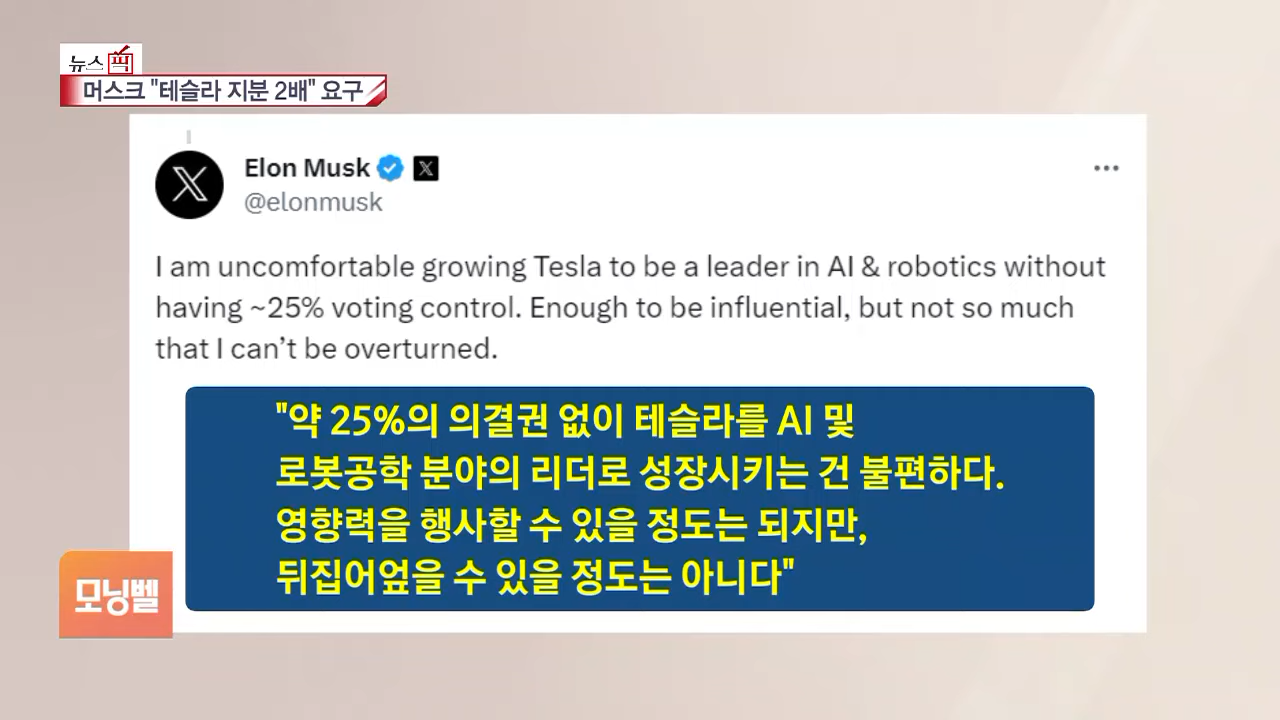 뉴스픽
머스크 "테슬라 지분 2배" 요구
Elon Musk
@elonmusk
I am uncomfortable growing Tesla to be a leader in AI & robotics without
having ~25% voting control. Enough to be influential, but not so much
that I can’t be overturned.
"약 25%의 의결권 없이 테슬라를 AI 및
로봇공학 분야의 리더로 성장시키는 건 불편하다.
영향력을 행사할 수 있을 정도는 되지만,
뒤집어엎을 수 있을 정도는 아니다"
모닝벨